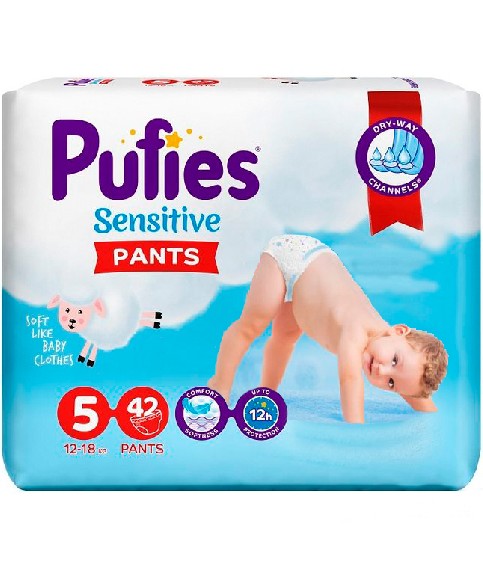 Pufies®
Sensitive
PANTS
DRY-WAY
CHANNELS®
SOFT
LIKE
BABY
CLOTHES
5
12-18 кг
42
PANTS
COMFORT
SOFTNESS
UP TO
12h
PROTECTION